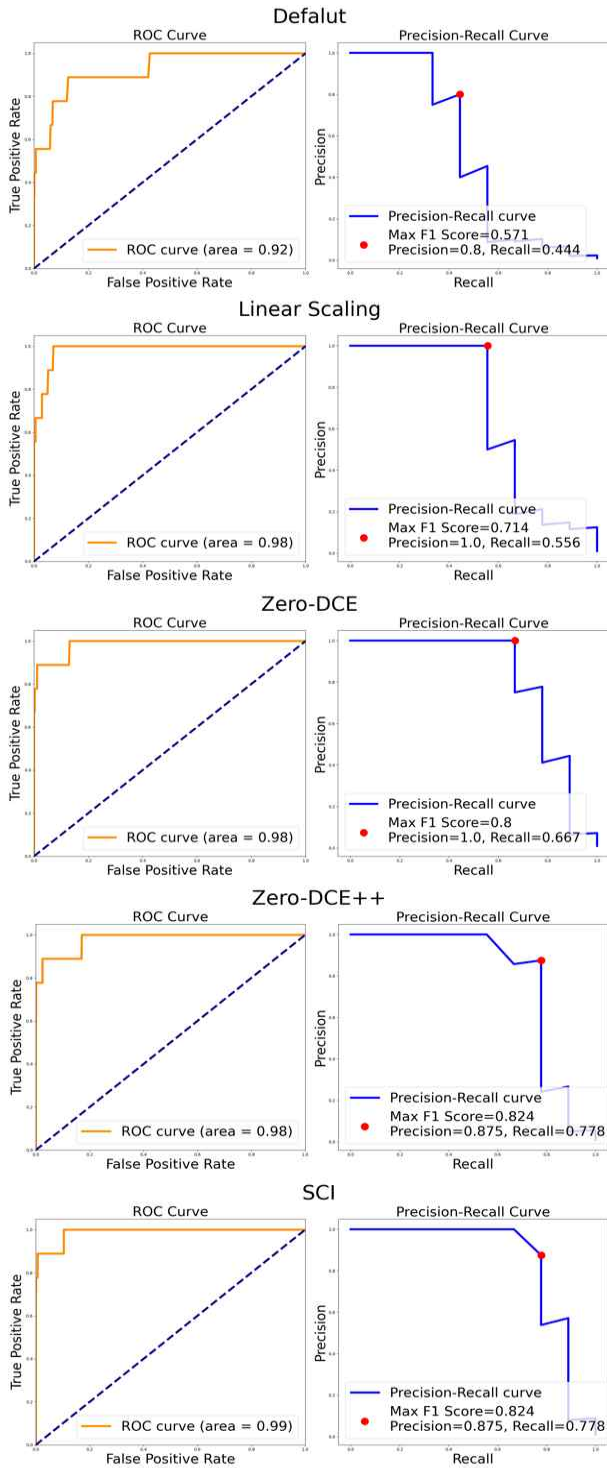 Defalut
ROC Curve
True Positive Rate
ROC curve (area = 0.92)
False Positive Rate
Precision-Recall Curve
Precision
Precision-Recall curve
Max F1 Score=0.571
Precision=0.8, Recall=0.444
Recall
Linear Scaling
ROC Curve
True Positive Rate
ROC curve (area = 0.98)
False Positive Rate
Precision-Recall Curve
Precision
Precision-Recall curve
Max F1 Score=0.714
Precision=1.0, Recall=0.556
Recall
Zero-DCE
ROC Curve
True Positive Rate
ROC curve (area = 0.98)
False Positive Rate
Precision-Recall Curve
Precision
Precision-Recall curve
Max F1 Score=0.8
Precision=1.0, Recall=0.667
Recall
Zero-DCE++
ROC Curve
True Positive Rate
ROC curve (area = 0.98)
False Positive Rate
Precision-Recall Curve
Precision
Precision-Recall curve
Max F1 Score=0.824
Precision=0.875, Recall=0.778
Recall
SCI
ROC Curve
True Positive Rate
ROC curve (area = 0.99)
False Positive Rate
Precision-Recall Curve
Precision
Precision-Recall curve
Max F1 Score=0.824
Precision=0.875, Recall=0.778
Recall